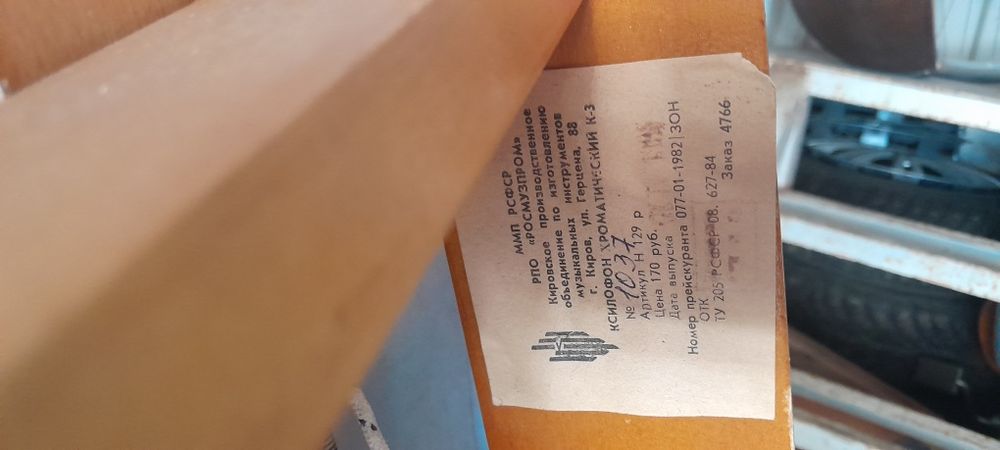 ММП РСФСР
РПО «РОСМУЗПРОМ»
Кировское производственное
объединение по изготовлению
музыкальных инструментов
г. Киров, ул. Герцена, 88
КСИЛОФОН ХРОМАТИЧЕСКИЙ К-3
№ 1037
Артикул Н 129 р
Цена 170 руб.
Дата выпуска
Номер прейскуранта 077-01-1982|ЗОН
ОТК
ТУ 205 РСФСР 08. 627-84
Заказ 4766